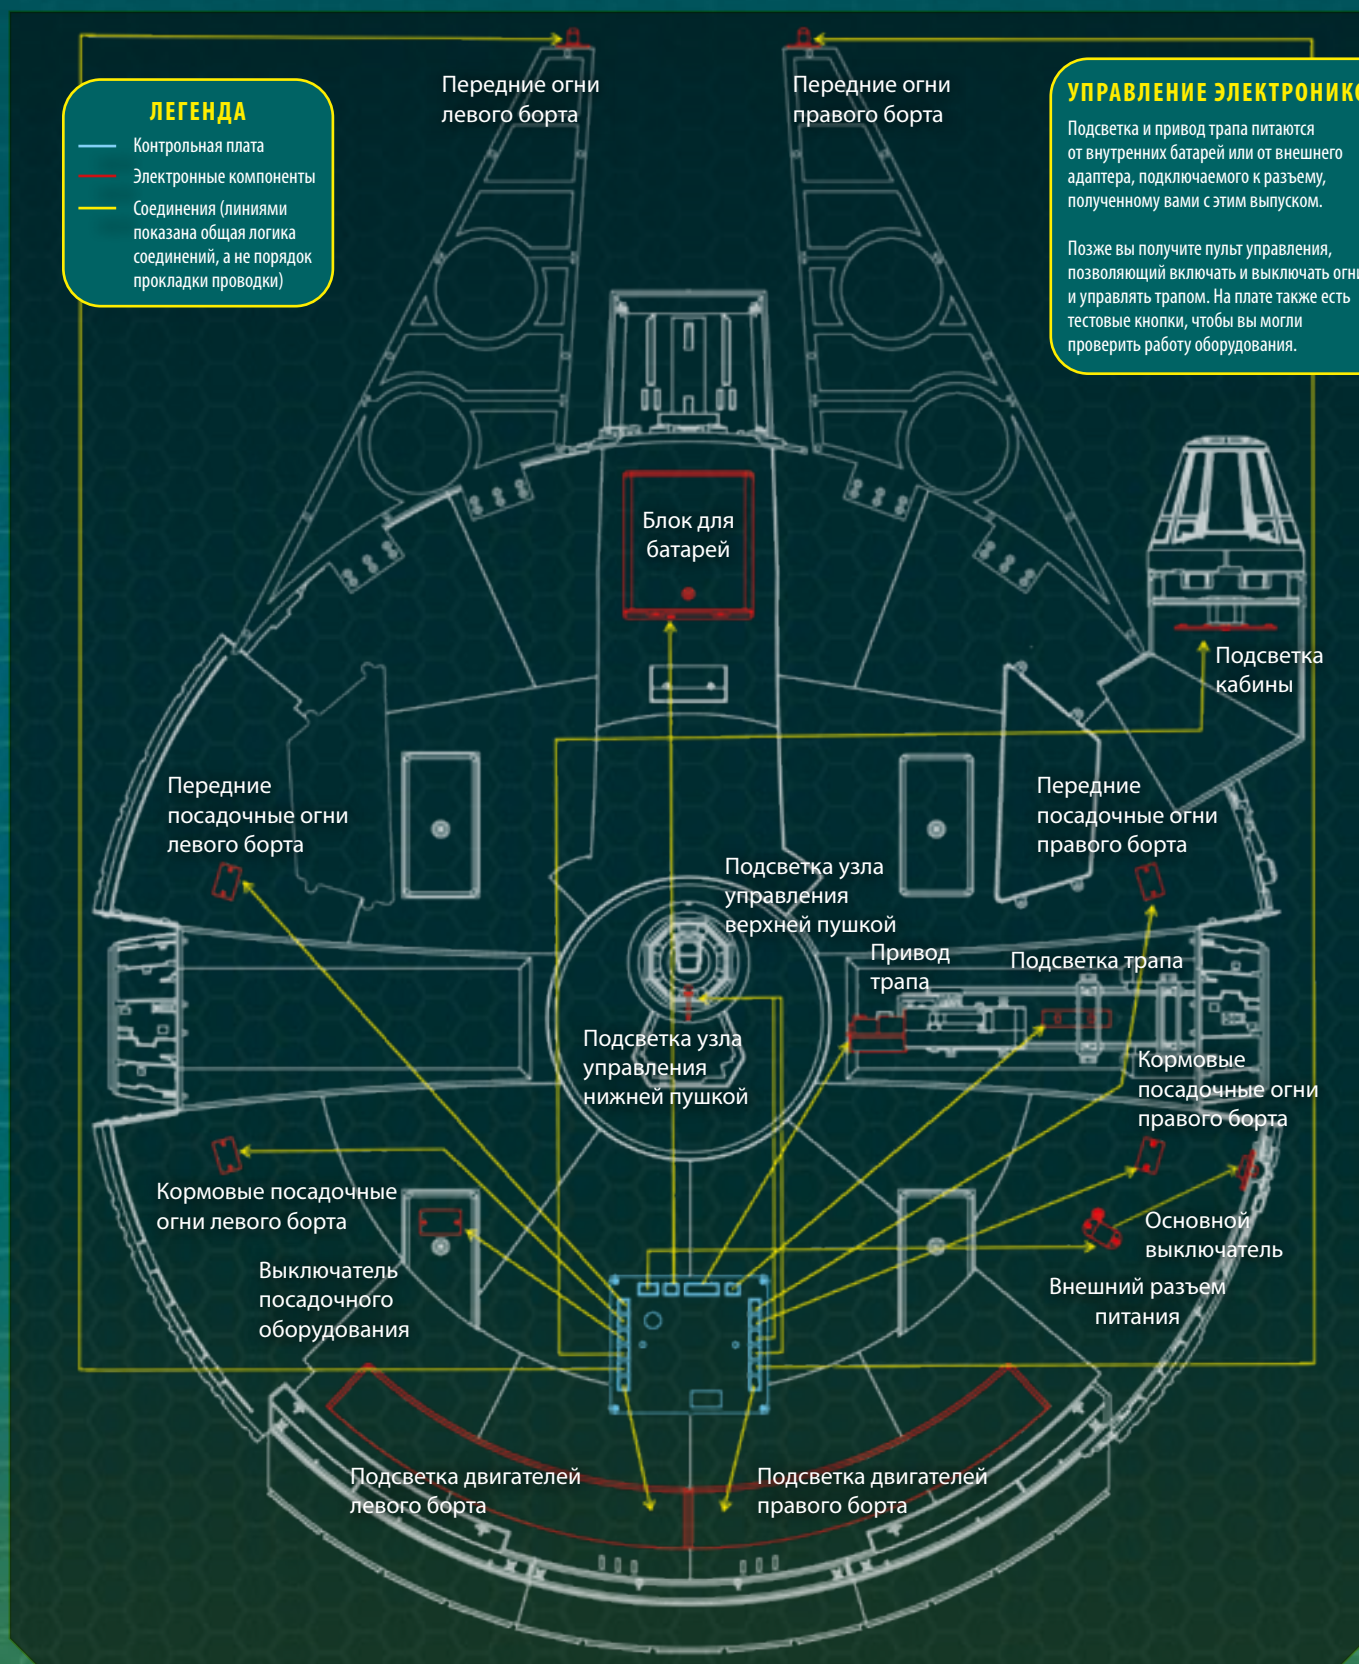 Передние огни
левого борта
Передние огни
правого борта
ЛЕГЕНДА
Контрольная плата
Электронные компоненты
Соединения (линиями
показана общая логика
соединений, а не порядок
прокладки проводки)
УПРАВЛЕНИЕ ЭЛЕКТРОНИКО
Подсветка и привод трапа питаются
от внутренних батарей или от внешнего
адаптера, подключаемого к разъему,
полученному вами с этим выпуском.
Позже вы получите пульт управления,
позволяющий включать и выключать огни
и управлять трапом. На плате также есть
тестовые кнопки, чтобы вы могли
проверить работу оборудования.
Блок для
батарей
Подсветка
кабины
Передние
посадочные огни
левого борта
Передние
посадочные огни
правого борта
Подсветка узла
управления
верхней пушкой
Привод
трапа
Подсветка трапа
Подсветка узла
управления
нижней пушкой
Кормовые
посадочные огни
правого борта
Кормовые посадочные
огни левого борта
Основной
выключатель
Выключатель
посадочного
оборудования
Внешний разъем
питания
Подсветка двигателей
левого борта
Подсветка двигателей
правого борта